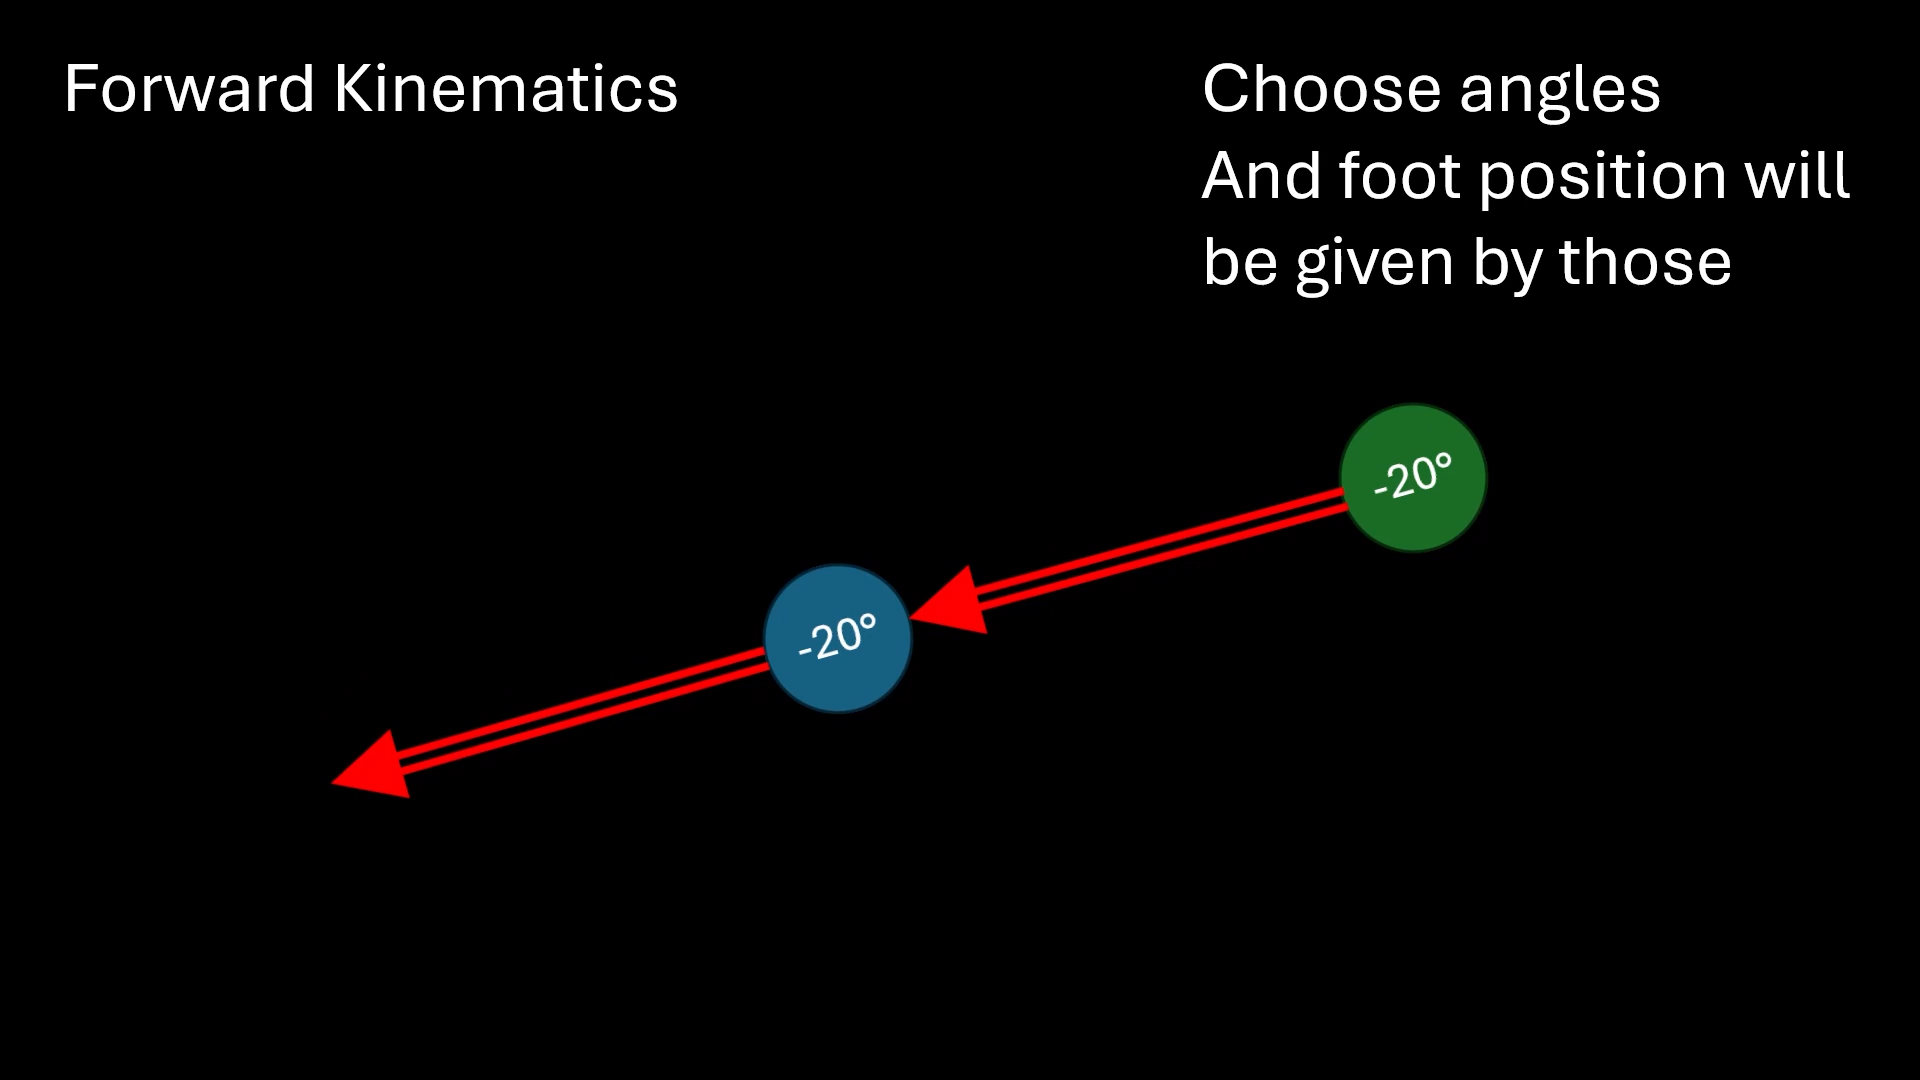 Forward Kinematics
Choose angles
And foot position will
be given by those
-20°
-20°